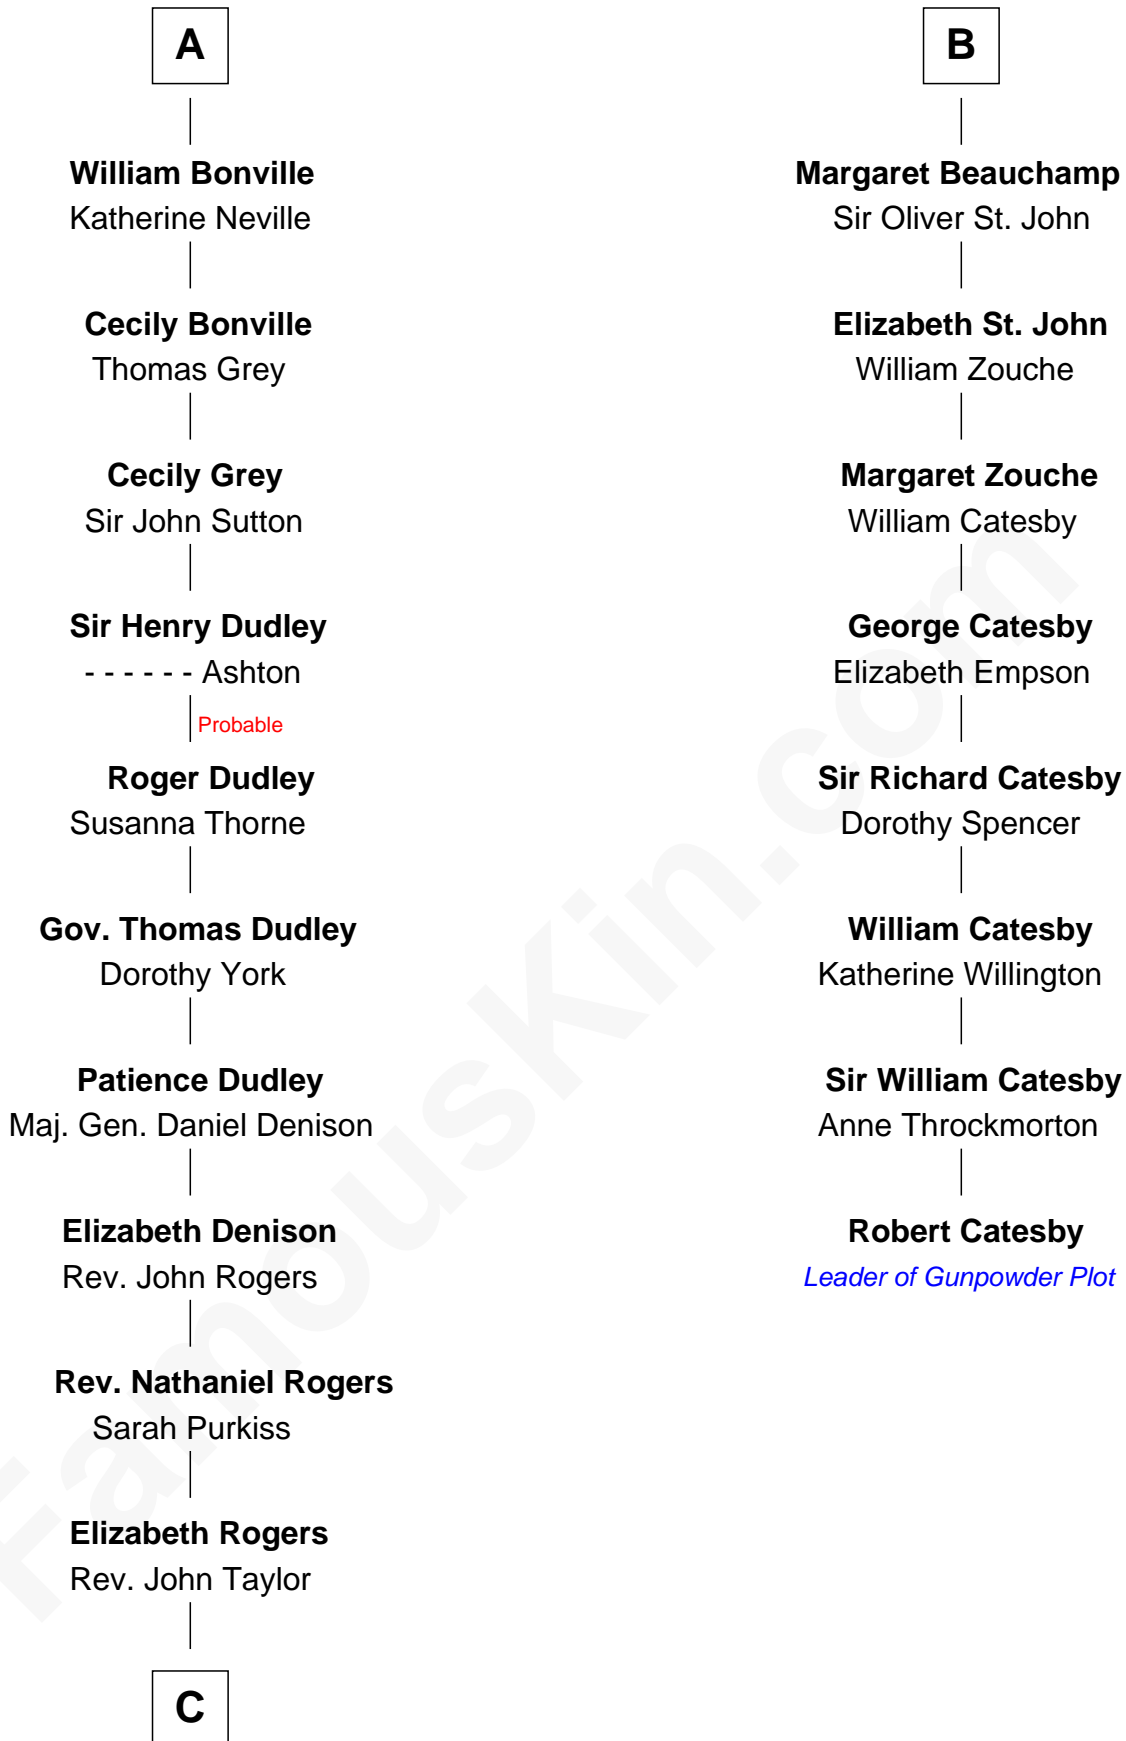 A
William Bonville
Katherine Neville
Cecily Bonville
Thomas Grey
Cecily Grey
Sir John Sutton
Sir Henry Dudley
- - - - - - Ashton
Probable
Roger Dudley
Susanna Thorne
Gov. Thomas Dudley
Dorothy York
Patience Dudley
Maj. Gen. Daniel Denison
Elizabeth Denison
Rev. John Rogers
Rev. Nathaniel Rogers
Sarah Purkiss
Elizabeth Rogers
Rev. John Taylor
C
B
Margaret Beauchamp
Sir Oliver St. John
Elizabeth St. John
William Zouche
Margaret Zouche
William Catesby
George Catesby
Elizabeth Empson
Sir Richard Catesby
Dorothy Spencer
William Catesby
Katherine Willington
Sir William Catesby
Anne Throckmorton
Robert Catesby
Leader of Gunpowder Plot
FamousKin.com